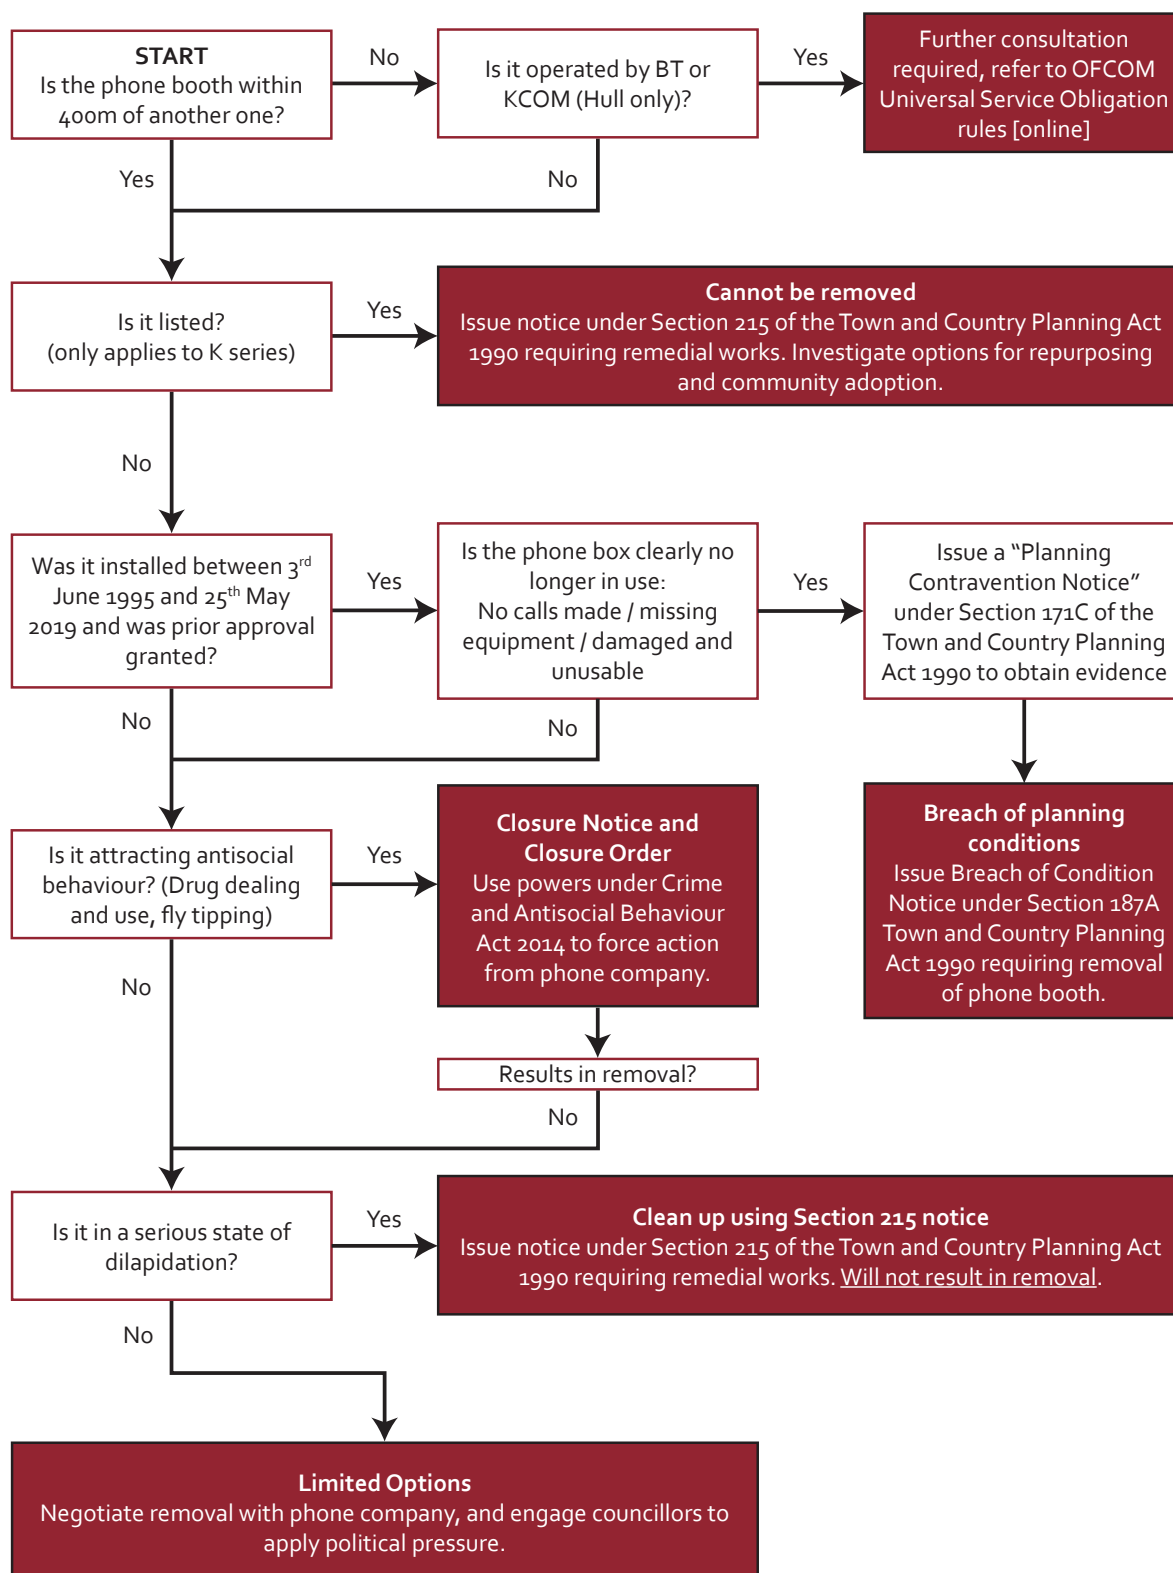 START
Is the phone booth within
400m of another one?
No
Is it operated by BT or
KCOM (Hull only)?
Yes
Further consultation
required, refer to OFCOM
Universal Service Obligation
rules [online]
Yes
No
Is it listed?
(only applies to K series)
Yes
Cannot be removed
Issue notice under Section 215 of the Town and Country Planning Act
1990 requiring remedial works. Investigate options for repurposing
and community adoption.
No
Was it installed between 3rd
June 1995 and 25th May
2019 and was prior approval
granted?
Yes
Is the phone box clearly no
longer in use:
No calls made / missing
equipment / damaged and
unusable
Yes
Issue a “Planning
Contravention Notice”
under Section 171C of the
Town and Country Planning
Act 1990 to obtain evidence
No
No
Is it attracting antisocial
behaviour? (Drug dealing
and use, fly tipping)
Yes
Closure Notice and
Closure Order
Use powers under Crime
and Antisocial Behaviour
Act 2014 to force action
from phone company.
Breach of planning
conditions
Issue Breach of Condition
Notice under Section 187A
Town and Country Planning
Act 1990 requiring removal
of phone booth.
No
Results in removal?
No
Is it in a serious state of
dilapidation?
Yes
Clean up using Section 215 notice
Issue notice under Section 215 of the Town and Country Planning Act
1990 requiring remedial works. Will not result in removal.
No
Limited Options
Negotiate removal with phone company, and engage councillors to
apply political pressure.